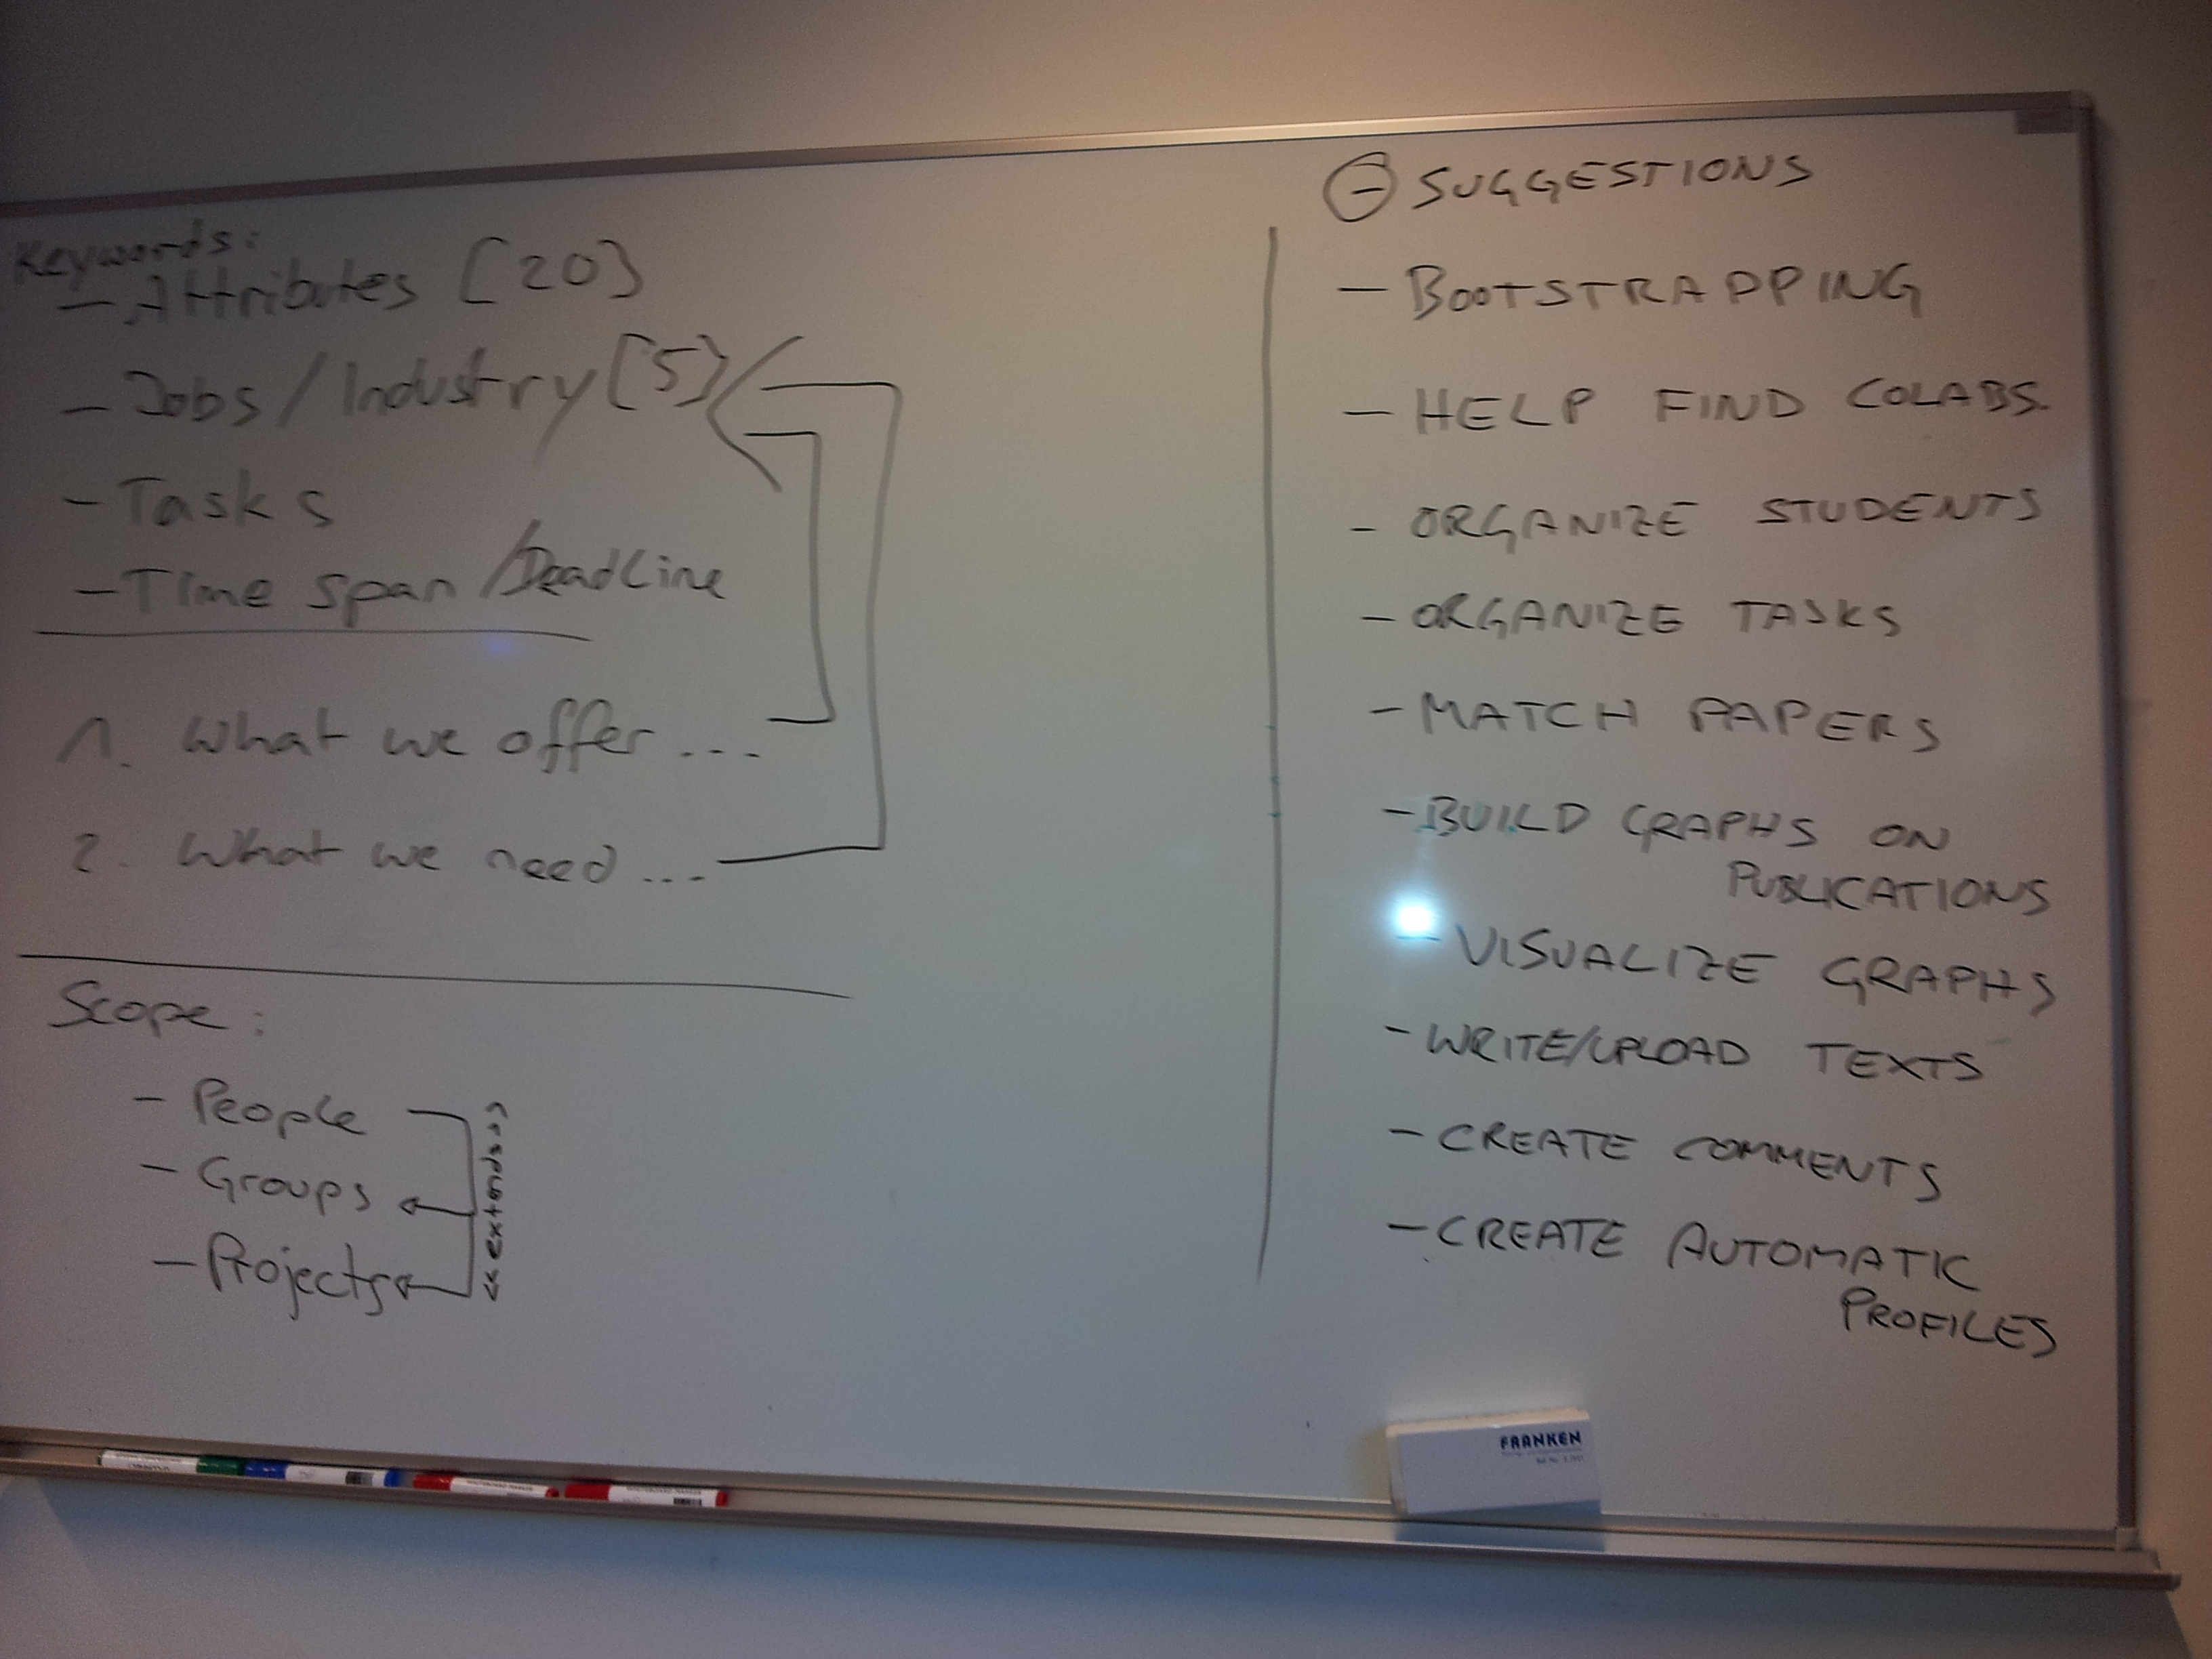 Keywords:
- Attributes [20]
- Jobs / Industry [5]
- Tasks
- Time span / Deadline
1. What we offer ...
2. What we need ...
Scope:
- People
- Groups
- Projects
<<extends>>
- SUGGESTIONS
- BOOTSTRAPPING
- HELP FIND COLABS.
- ORGANIZE STUDENTS
- ORGANIZE TASKS
- MATCH PAPERS
- BUILD GRAPHS ON
PUBLICATIONS
- VISUALIZE GRAPHS
- WRITE/UPLOAD TEXTS
- CREATE COMMENTS
- CREATE AUTOMATIC
PROFILES
FRANKEN